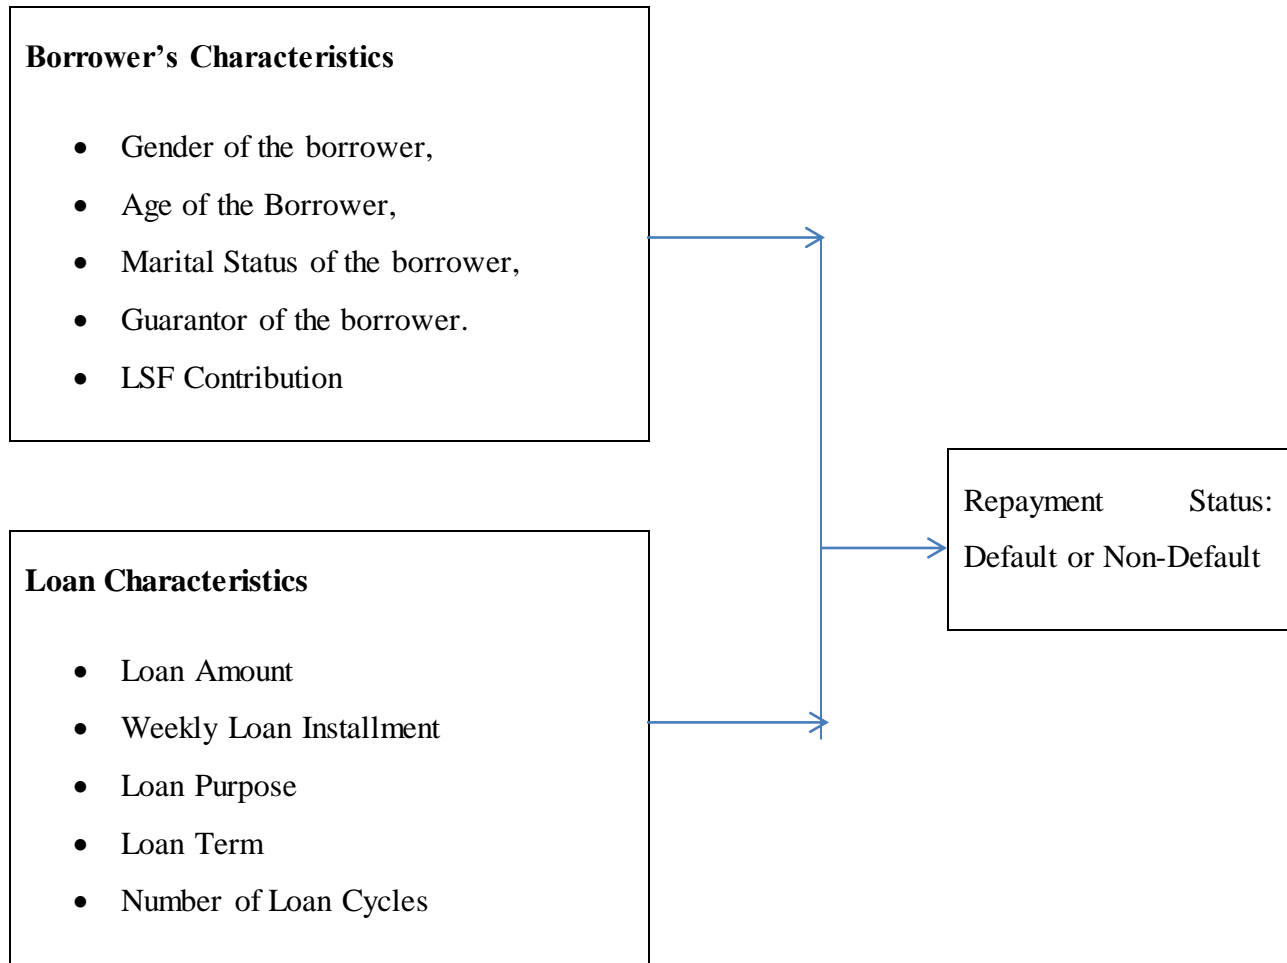 Borrower’s Characteristics
• Gender of the borrower,
• Age of the Borrower,
• Marital Status of the borrower,
• Guarantor of the borrower.
• LSF Contribution
Repayment Status:
Default or Non-Default
Loan Characteristics
• Loan Amount
• Weekly Loan Installment
• Loan Purpose
• Loan Term
• Number of Loan Cycles